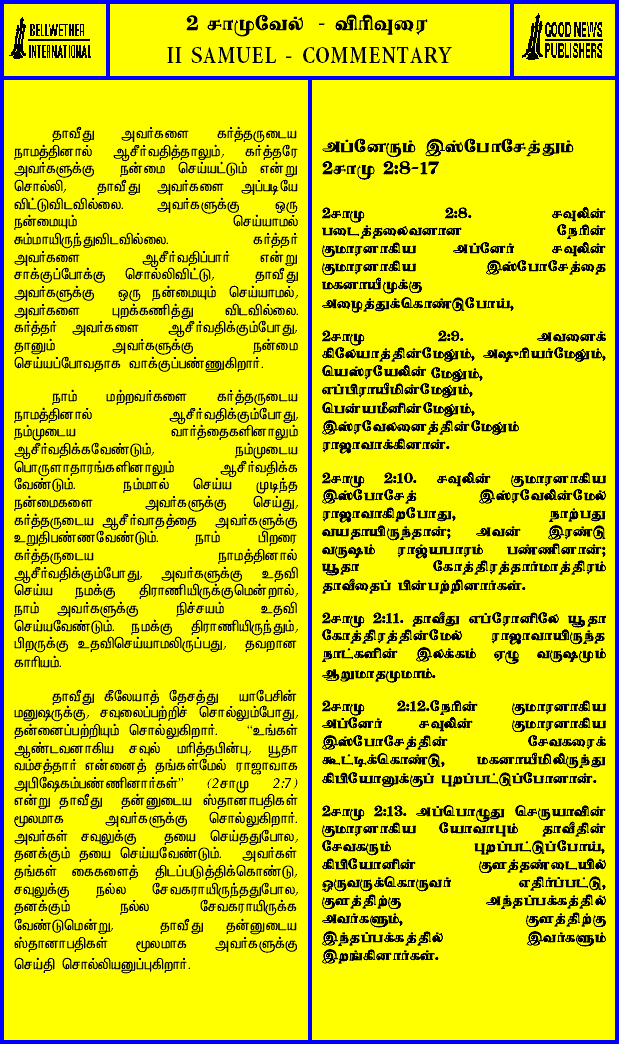 BELLWETHER
INTERNATIONAL
2 சாமுவேல் - விரிவுரை
II SAMUEL - COMMENTARY
GOOD NEWS
PUBLISHERS
தாவீது அவர்களை கர்த்தருடைய
நாமத்தினால் ஆசீர்வதித்தாலும், கர்த்தரே
அவர்களுக்கு நன்மை செய்யட்டும் என்று
சொல்லி, தாவீது அவர்களை அப்படியே
விட்டுவிடவில்லை. அவர்களுக்கு ஒரு
நன்மையும் செய்யாமல்
சும்மாயிருந்துவிடவில்லை. கர்த்தர்
அவர்களை ஆசீர்வதிப்பார் என்று
சாக்குப்போக்கு சொல்லிவிட்டு, தாவீது
அவர்களுக்கு ஒரு நன்மையும் செய்யாமல்,
அவர்களை புறக்கணித்து விடவில்லை.
கர்த்தர் அவர்களை ஆசீர்வதிக்கும்போது,
தானும் அவர்களுக்கு நன்மை
செய்யப்போவதாக வாக்குப்பண்ணுகிறார்.
நாம் மற்றவர்களை கர்த்தருடைய
நாமத்தினால் ஆசீர்வதிக்கும்போது,
நம்முடைய வார்த்தைகளினாலும்
ஆசீர்வதிக்கவேண்டும், நம்முடைய
பொருளாதாரங்களினாலும் ஆசீர்வதிக்க
வேண்டும். நம்மால் செய்ய முடிந்த
நன்மைகளை அவர்களுக்கு செய்து,
கர்த்தருடைய ஆசீர்வாதத்தை அவர்களுக்கு
உறுதிபண்ணவேண்டும். நாம் பிறரை
கர்த்தருடைய நாமத்தினால்
ஆசீர்வதிக்கும்போது, அவர்களுக்கு உதவி
செய்ய நமக்கு திராணியிருக்குமென்றால்,
நாம் அவர்களுக்கு நிச்சயம் உதவி
செய்யவேண்டும். நமக்கு திராணியிருந்தும்,
பிறருக்கு உதவிசெய்யாமலிருப்பது, தவறான
காரியம்.
தாவீது கீலேயாத் தேசத்து யாபேசின்
மனுஷருக்கு, சவுலைப்பற்றிச் சொல்லும்போது,
தன்னைப்பற்றியும் சொல்லுகிறார். "உங்கள்
ஆண்டவனாகிய சவுல் மரித்தபின்பு, யூதா
வம்சத்தார் என்னைத் தங்கள்மேல் ராஜாவாக
அபிஷேகம்பண்ணினார்கள்" (2சாமு 2:7)
என்று தாவீது தன்னுடைய ஸ்தானாபதிகள்
மூலமாக அவர்களுக்கு சொல்லுகிறார்.
அவர்கள் சவுலுக்கு தயை செய்ததுபோல,
தனக்கும் தயை செய்யவேண்டும். அவர்கள்
தங்கள் கைகளைத் திடப்படுத்திக்கொண்டு,
சவுலுக்கு நல்ல சேவகராயிருந்ததுபோல,
தனக்கும் நல்ல சேவகராயிருக்க
வேண்டுமென்று, தாவீது தன்னுடைய
ஸ்தானாபதிகள் மூலமாக அவர்களுக்கு
செய்தி சொல்லியனுப்புகிறார்.
அப்னேரும் இஸ்போசேத்தும்
2சாமு 2:8-17
2சாமு 2:8. சவுலின்
படைத்தலைவனான நேரின்
குமாரனாகிய அப்னேர் சவுலின்
குமாரனாகிய இஸ்போசேத்தை
மகனாயீமுக்கு
அழைத்துக்கொண்டுபோய்,
2சாமு 2:9. அவனைக்
கிலேயாத்தின்மேலும், அஷூரியர்மேலும்,
யெஸ்ரயேலின் மேலும்,
எப்பிராயீமின்மேலும்,
பென்யமீனின்மேலும்,
இஸ்ரவேலனைத்தின்மேலும்
ராஜாவாக்கினான்.
2சாமு 2:10. சவுலின் குமாரனாகிய
இஸ்போசேத் இஸ்ரவேலின்மேல்
ராஜாவாகிறபோது, நாற்பது
வயதாயிருந்தான்; அவன் இரண்டு
வருஷம் ராஜ்யபாரம் பண்ணினான்;
யூதா கோத்திரத்தார்மாத்திரம்
தாவீதைப் பின்பற்றினார்கள்.
2சாமு 2:11. தாவீது எப்ரோனிலே யூதா
கோத்திரத்தின்மேல் ராஜாவாயிருந்த
நாட்களின் இலக்கம் ஏழு வருஷமும்
ஆறுமாதமுமாம்.
2சாமு 2:12.நேரின் குமாரனாகிய
அப்னேர் சவுலின் குமாரனாகிய
இஸ்போசேத்தின் சேவகரைக்
கூட்டிக்கொண்டு, மகனாயீமிலிருந்து
கிபியோனுக்குப் புறப்பட்டுப்போனான்.
2சாமு 2:13. அப்பொழுது செருயாவின்
குமாரனாகிய யோவாபும் தாவீதின்
சேவகரும் புறப்பட்டுப்போய்,
கிபியோனின் குளத்தண்டையில்
ஒருவருக்கொருவர் எதிர்ப்பட்டு,
குளத்திற்கு அந்தப்பக்கத்தில்
அவர்களும், குளத்திற்கு
இந்தப்பக்கத்தில் இவர்களும்
இறங்கினார்கள்.